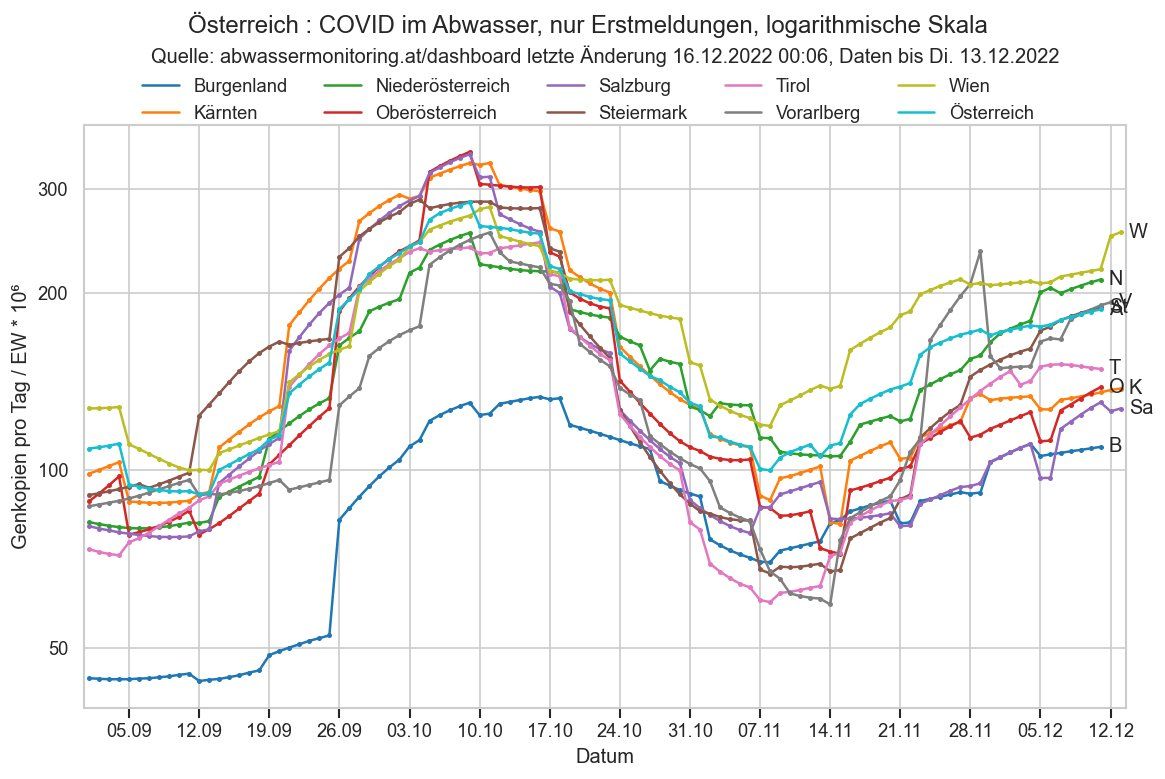 Österreich : COVID im Abwasser, nur Erstmeldungen, logarithmische Skala
Quelle: abwassermonitoring.at/dashboard letzte Änderung 16.12.2022 00:06, Daten bis Di. 13.12.2022
Burgenland Niederösterreich Salzburg Tirol Wien
Kärnten Oberösterreich Steiermark Vorarlberg Österreich
Genkopien pro Tag / EW * 10⁶
300
200
100
50
W
N
V
St
T
O K
Sa
B
05.09 12.09 19.09 26.09 03.10 10.10 17.10 24.10 31.10 07.11 14.11 21.11 28.11 05.12 12.12
Datum